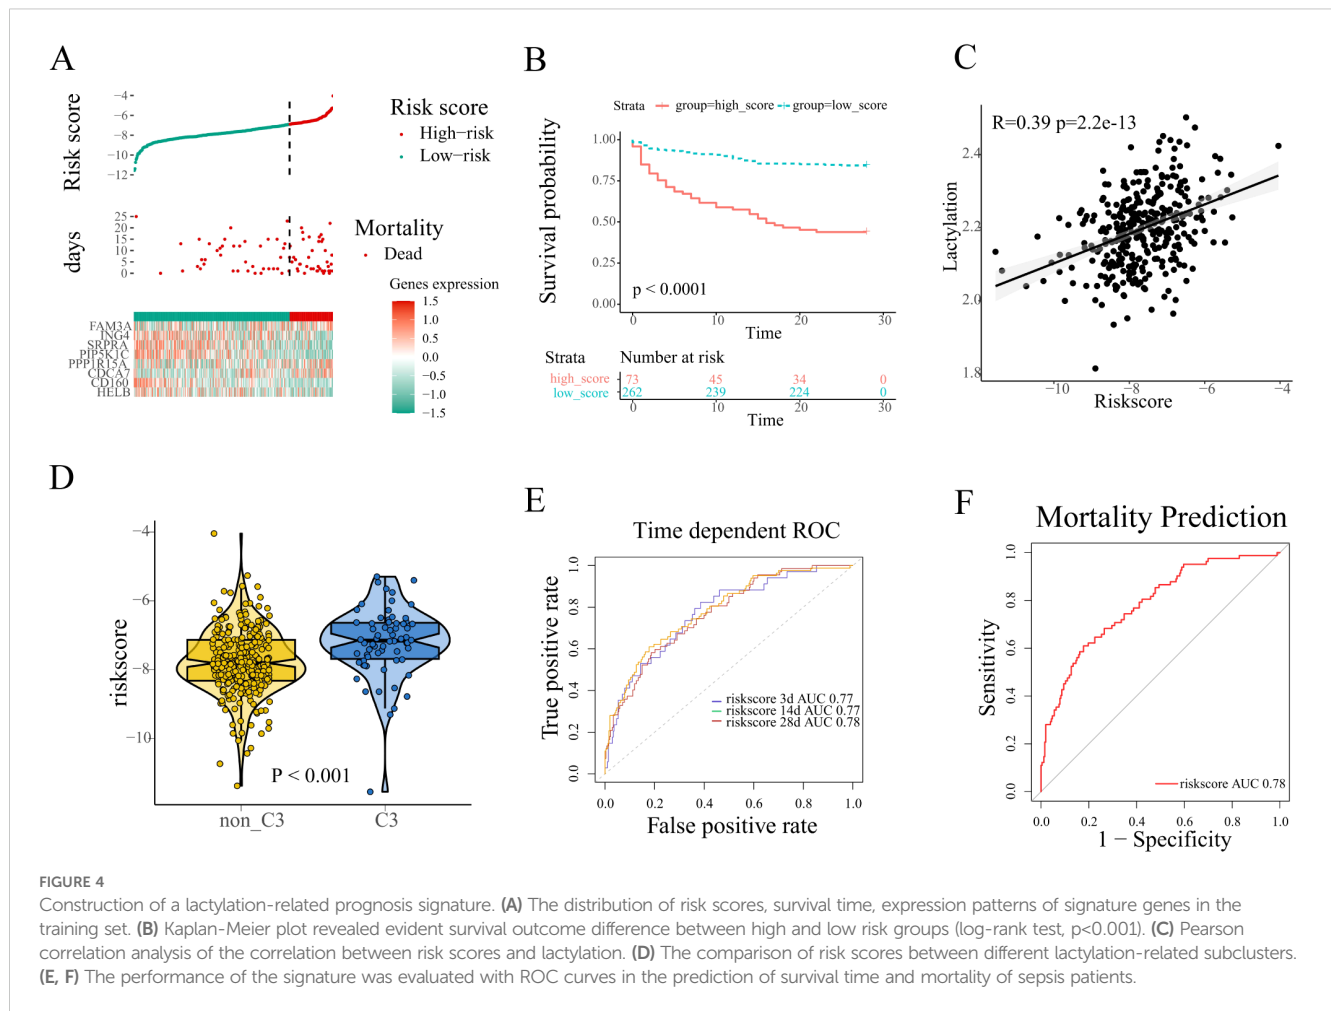 A
Risk score
−4
−6
−8
−10
−12
Risk score
High−risk
Low−risk
days
25
20
15
10
5
0
Mortality
Dead
Genes expression
1.5
1.0
0.5
0.0
−0.5
−1.0
−1.5
FAM3A
ING4
SRPRA
PIP5K1C
PPP1R15A
CDCA7
CD160
HELB
B
Strata group=high_score group=low_score
Survival probability
1.00
0.75
0.50
0.25
0.00
p < 0.0001
0 10 20 30
Time
Strata Number at risk
high_score 73 45 34 0
low_score 262 239 224 0
0 10 20 30
Time
C
R=0.39 p=2.2e-13
Lactylation
2.4
2.2
2.0
1.8
−10 −8 −6 −4
Riskscore
D
riskscore
−4
−6
−8
−10
P < 0.001
non_C3 C3
E
Time dependent ROC
True positive rate
1.0
0.8
0.6
0.4
0.2
0.0
riskscore 3d AUC 0.77
riskscore 14d AUC 0.77
riskscore 28d AUC 0.78
0.0 0.2 0.4 0.6 0.8 1.0
False positive rate
F
Mortality Prediction
Sensitivity
1.0
0.8
0.6
0.4
0.2
0.0
riskscore AUC 0.78
0.0 0.2 0.4 0.6 0.8 1.0
1 − Specificity
FIGURE 4
Construction of a lactylation-related prognosis signature. (A) The distribution of risk scores, survival time, expression patterns of signature genes in the
training set. (B) Kaplan-Meier plot revealed evident survival outcome difference between high and low risk groups (log-rank test, p<0.001). (C) Pearson
correlation analysis of the correlation between risk scores and lactylation. (D) The comparison of risk scores between different lactylation-related subclusters.
(E, F) The performance of the signature was evaluated with ROC curves in the prediction of survival time and mortality of sepsis patients.